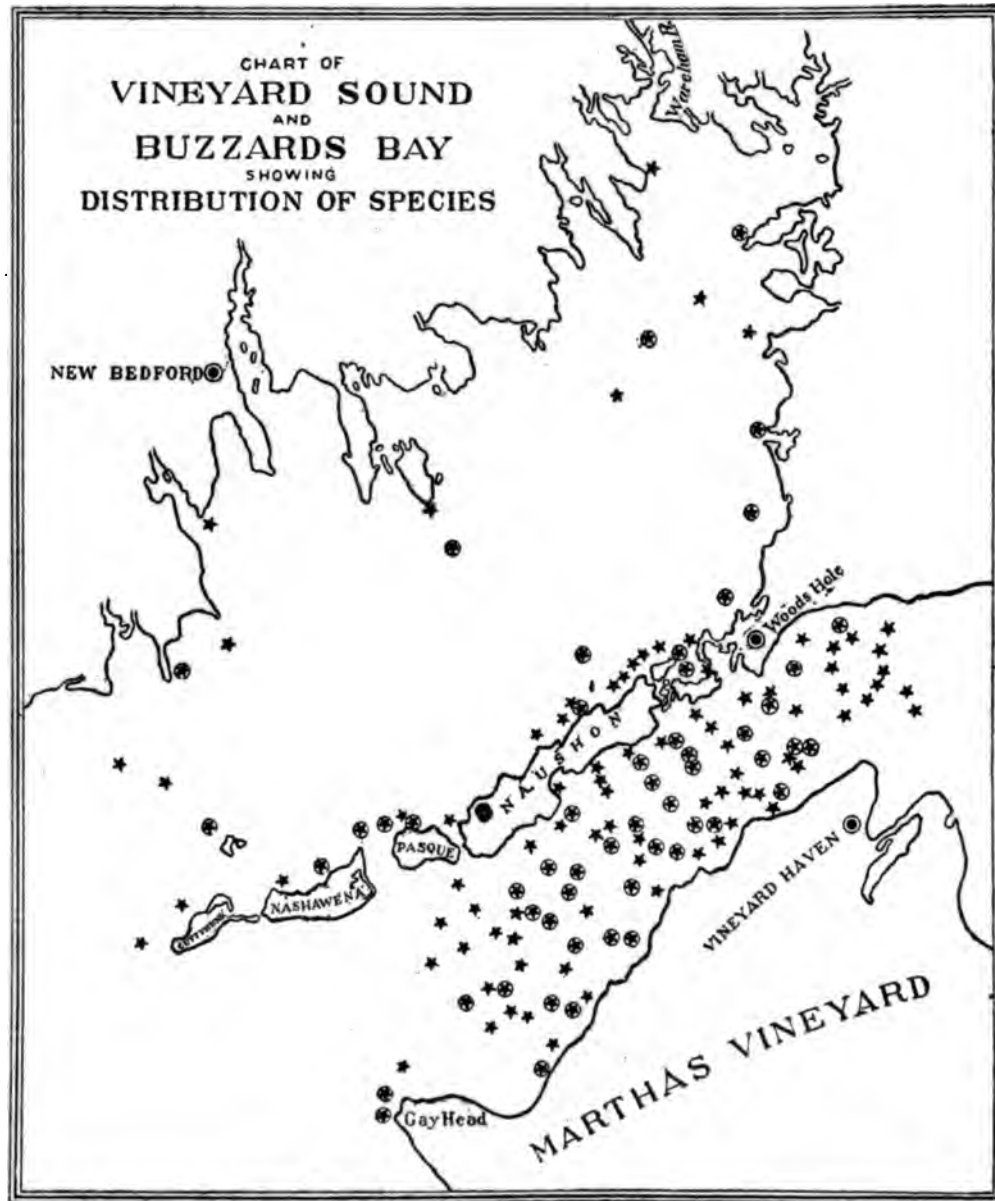 CHART OF
VINEYARD SOUND
AND
BUZZARDS BAY
SHOWING
DISTRIBUTION OF SPECIES
Wareham R.
NEW BEDFORD
Woods Hole
NAUSHON
PASQUE
NASHAWENA
CUTTYHUNK
VINEYARD HAVEN
MARTHAS VINEYARD
Gay Head